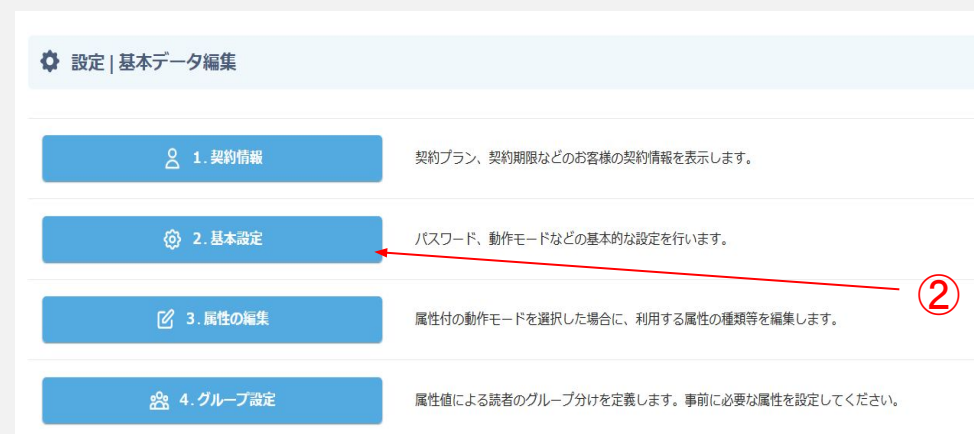 設定 | 基本データ編集
1. 契約情報
契約プラン、契約期限などのお客様の契約情報を表示します。
2. 基本設定
パスワード、動作モードなどの基本的な設定を行います。
②
3. 属性の編集
属性付の動作モードを選択した場合に、利用する属性の種類等を編集します。
4. グループ設定
属性値による読者のグループ分けを定義します。事前に必要な属性を設定してください。